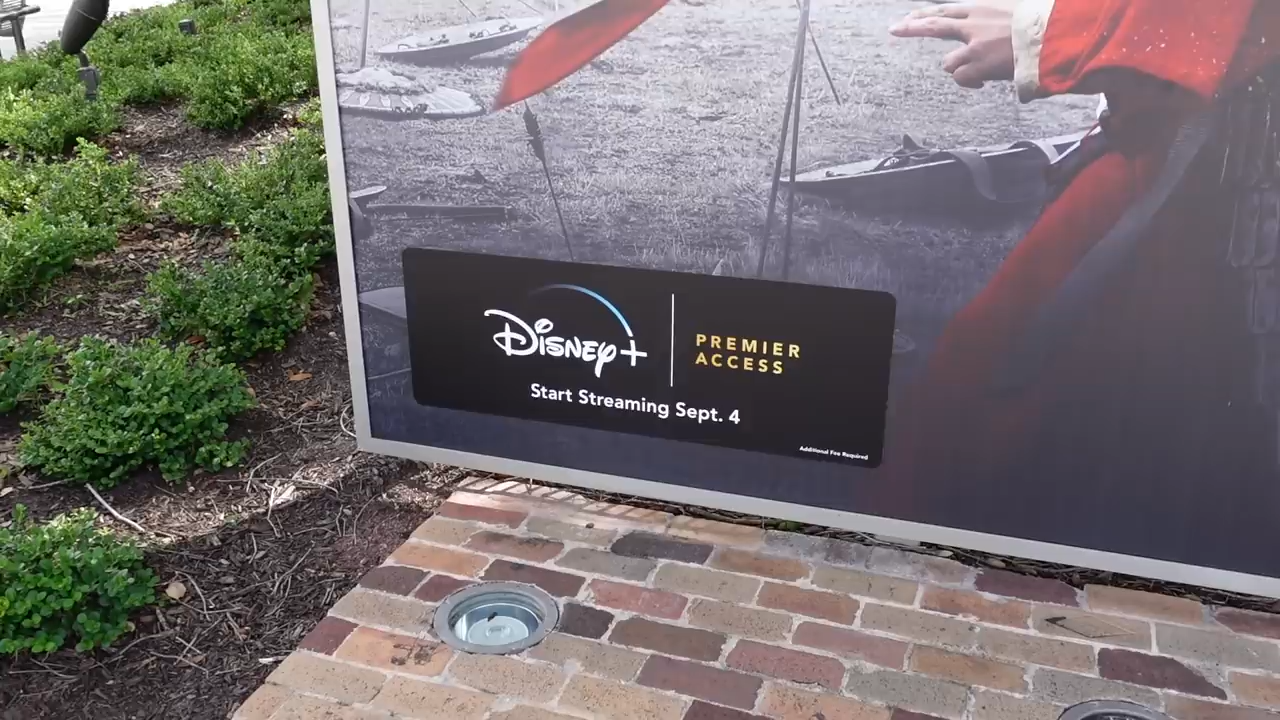 Disney+
PREMIER
ACCESS
Start Streaming Sept. 4
Additional Fee Required